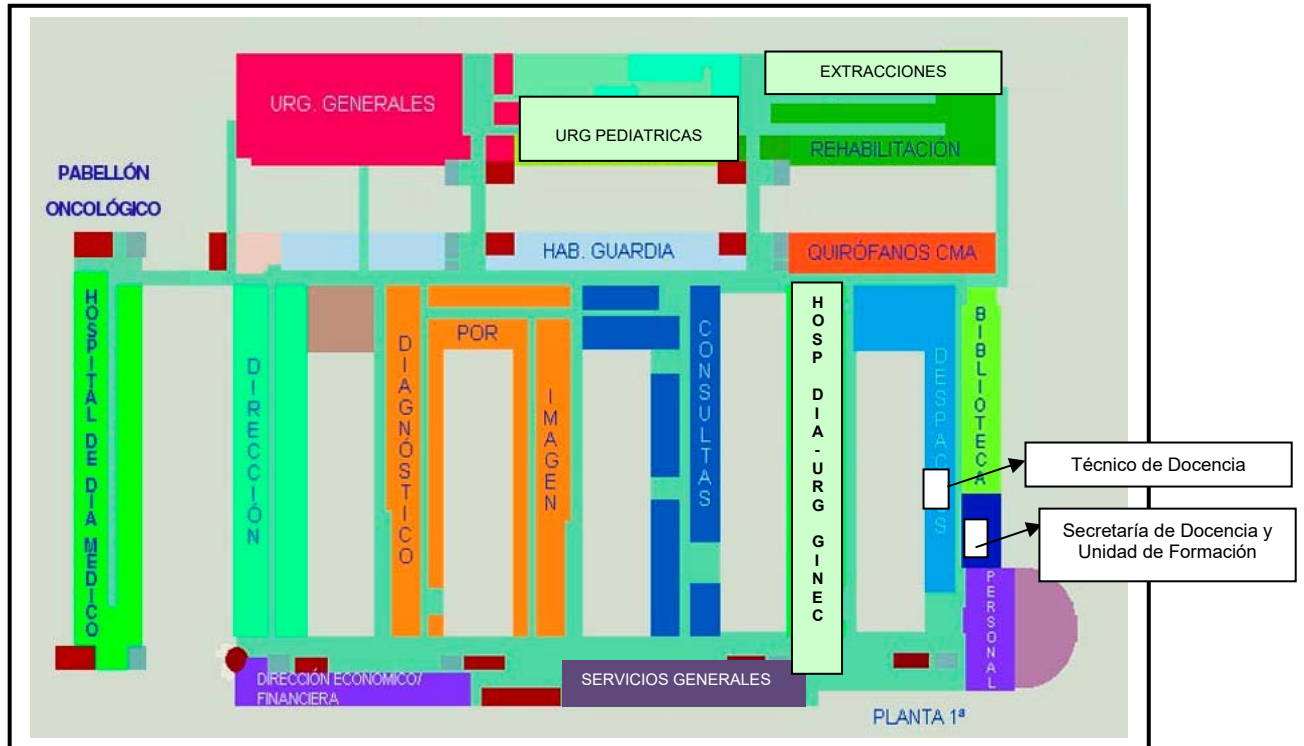 EXTRACCIONES
URG. GENERALES
URG PEDIATRICAS
REHABILITACIÓN
PABELLÓN
ONCOLÓGICO
HAB. GUARDIA
QUIRÓFANOS CMA
HOSPITAL DE DIA MEDICO
DIRECCIÓN
DIAGNÓSTICO
POR
IMAGEN
CONSULTAS
HOSP DIA-URG GINEC
DESPACHOS
BIBLIOTECA
Técnico de Docencia
Secretaría de Docencia y
Unidad de Formación
PERSONAL
DIRECCIÓN ECONOMICO/
FINANCIERA
SERVICIOS GENERALES
PLANTA 1ª